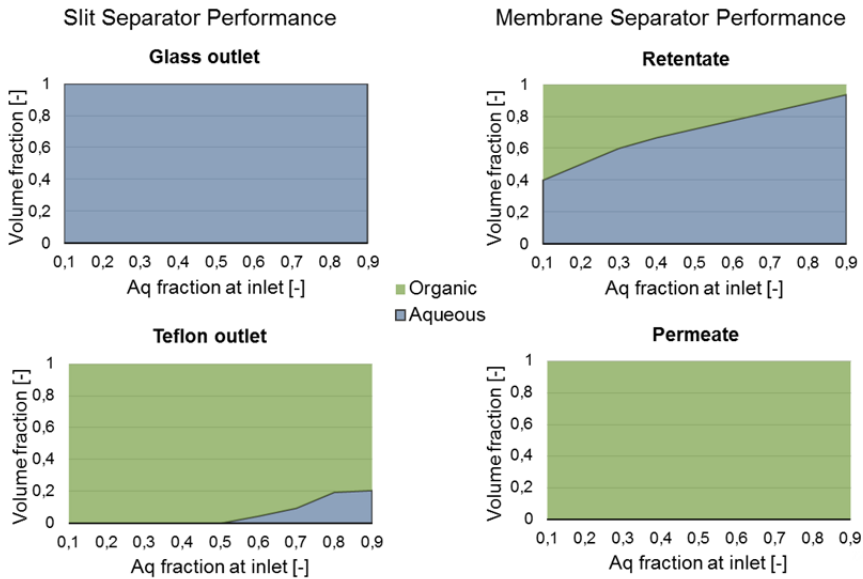 Slit Separator Performance
Membrane Separator Performance
Glass outlet
Volume fraction [-]
1
0,8
0,6
0,4
0,2
0
0,1 0,2 0,3 0,4 0,5 0,6 0,7 0,8 0,9
Aq fraction at inlet [-]
Retentate
Volume fraction [-]
1
0,8
0,6
0,4
0,2
0
0,1 0,2 0,3 0,4 0,5 0,6 0,7 0,8 0,9
Aq fraction at inlet [-]
Organic
Aqueous
Teflon outlet
Volume fraction [-]
1
0,8
0,6
0,4
0,2
0
0,1 0,2 0,3 0,4 0,5 0,6 0,7 0,8 0,9
Aq fraction at inlet [-]
Permeate
Volume fraction [-]
1
0,8
0,6
0,4
0,2
0
0,1 0,2 0,3 0,4 0,5 0,6 0,7 0,8 0,9
Aq fraction at inlet [-]